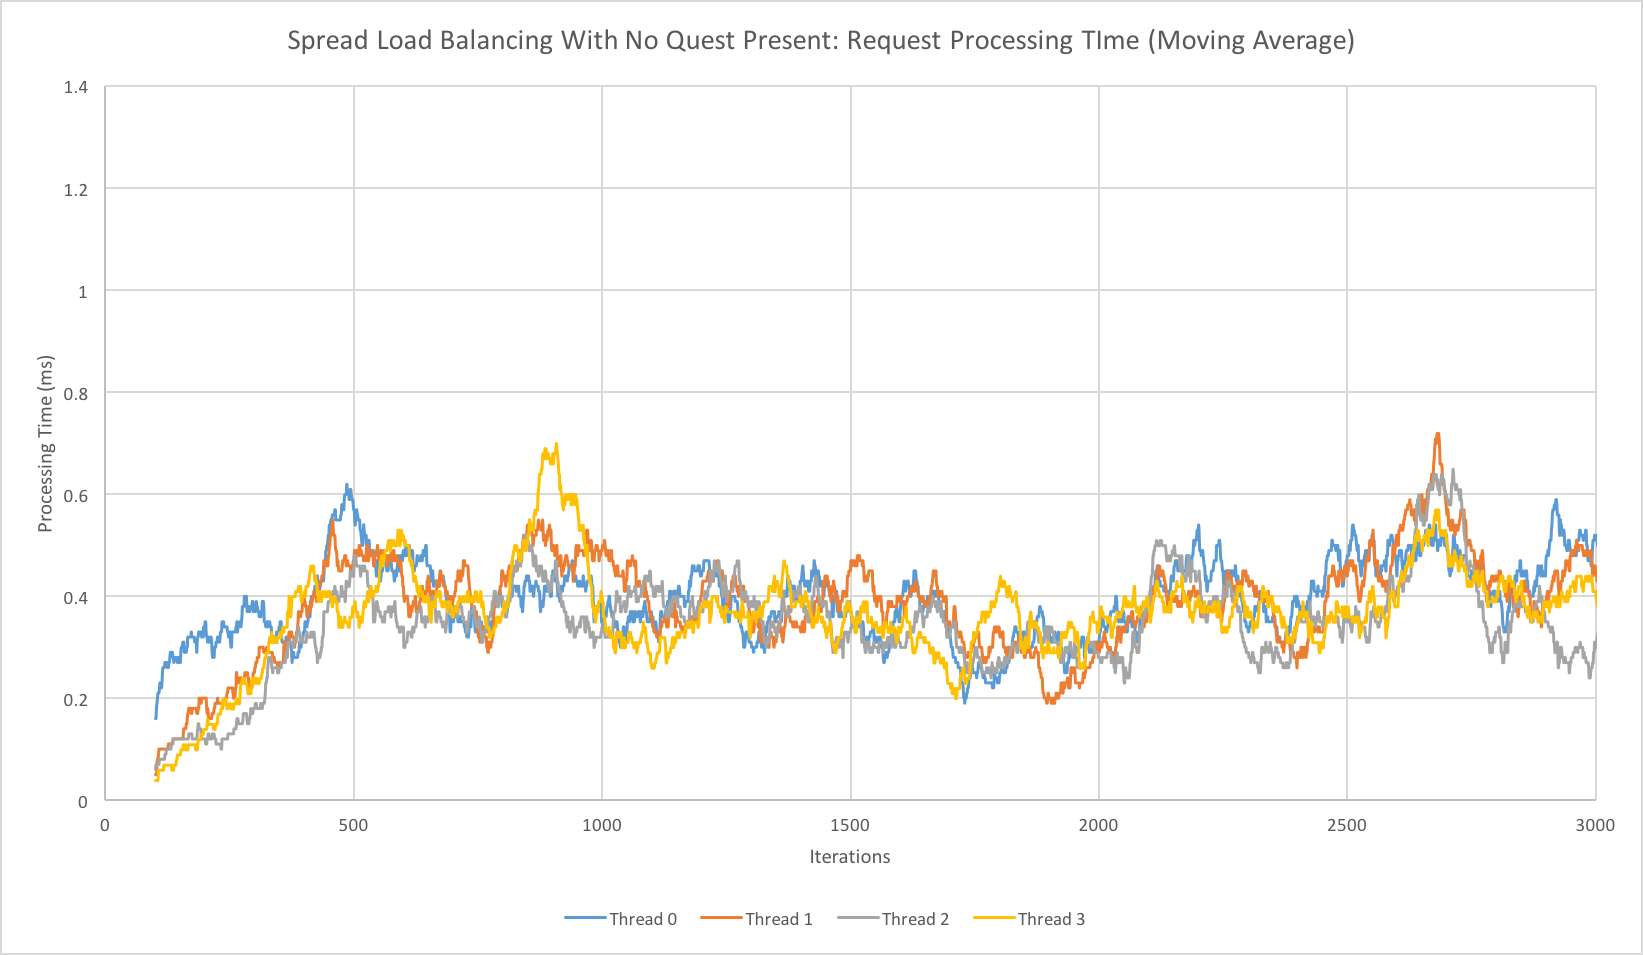 Spread Load Balancing With No Quest Present: Request Processing TIme (Moving Average)
1.4
1.2
1
0.8
0.6
0.4
0.2
0
Processing Time (ms)
0 500 1000 1500 2000 2500 3000
Iterations
Thread 0 Thread 1 Thread 2 Thread 3